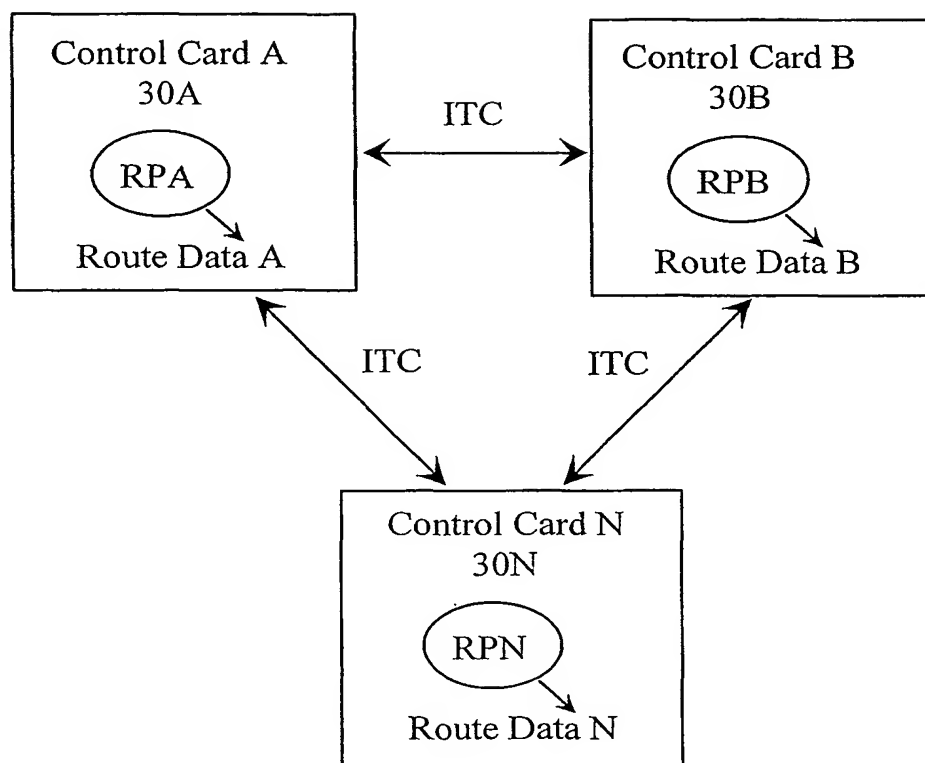 Control Card A
30A
RPA
Route Data A
ITC
Control Card B
30B
RPB
Route Data B
ITC
ITC
Control Card N
30N
RPN
Route Data N